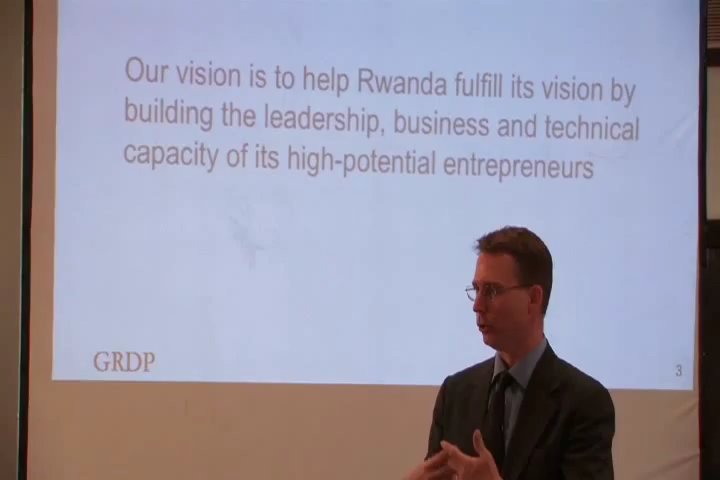 Our vision is to help Rwanda fulfill its vision by
building the leadership, business and technical
capacity of its high-potential entrepreneurs
GRDP
3